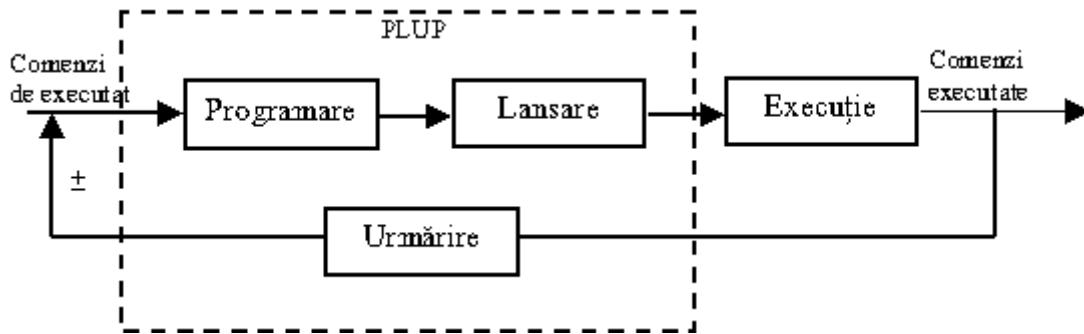 PLUP
Comenzi
de executat
Programare
Lansare
Execuție
Comenzi
executate
±
Urmărire